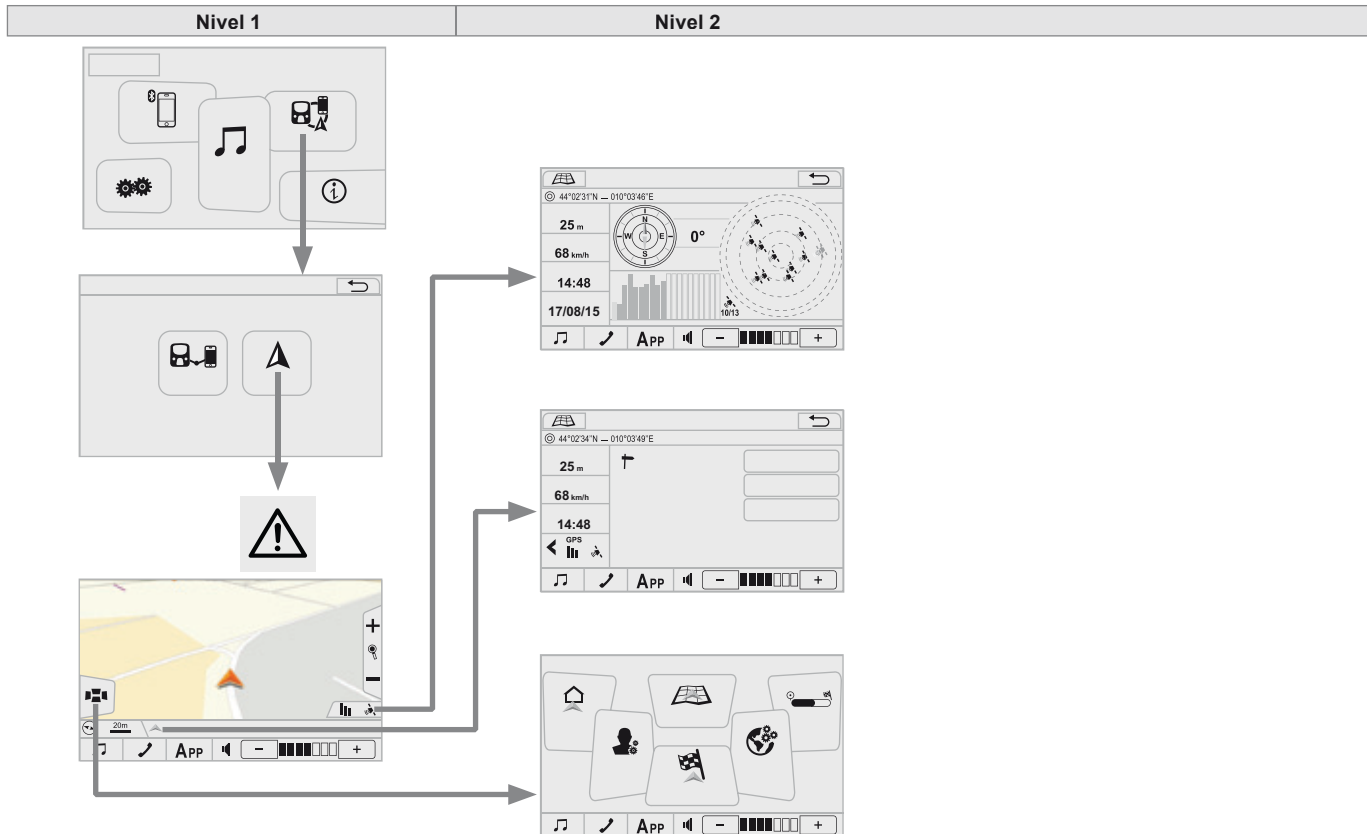 Nivel 1
Nivel 2
44°02'31"N – 010°03'46"E
25 m
68 km/h
14:48
17/08/15
N
W E
S
0°
10/13
APP
- +
44°02'34"N – 010°03'49"E
25 m
68 km/h
14:48
GPS
APP
- +
+
-
20m
APP
- +
APP
- +